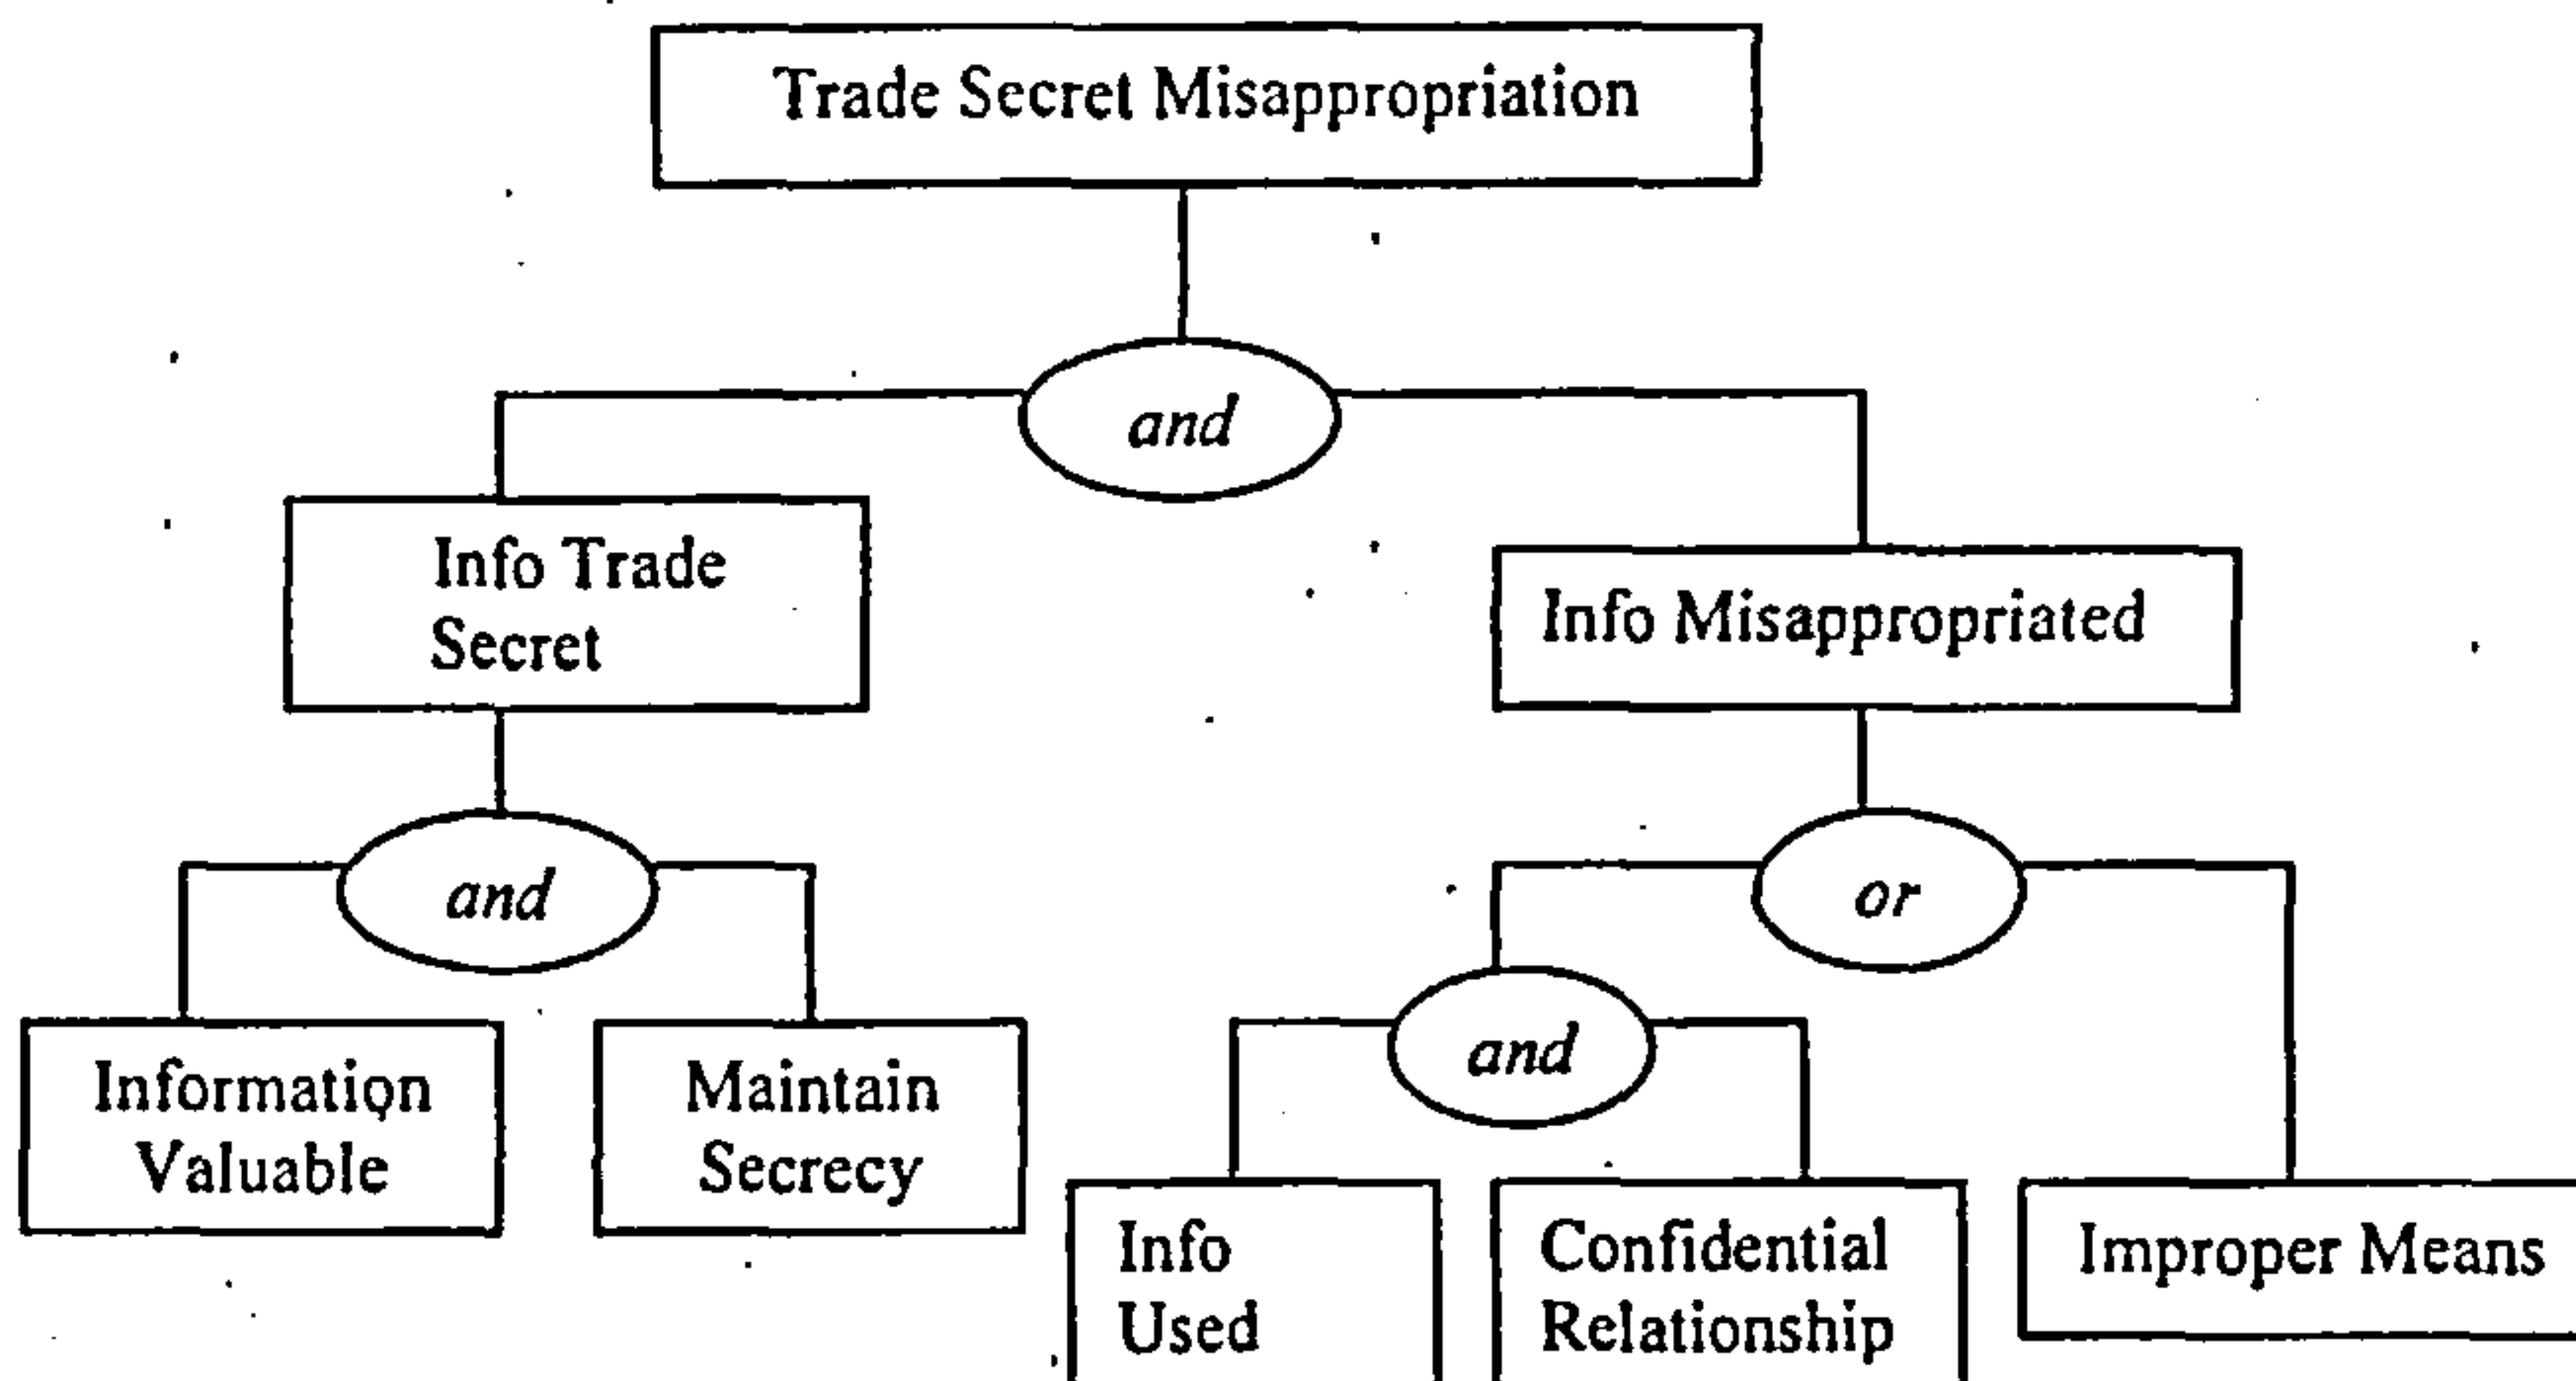 Trade Secret Misappropriation
and
Info Trade
Secret
Info Misappropriated
and
or
and
Information
Valuable
Maintain
Secrecy
Info
Used
Confidential
Relationship
Improper Means